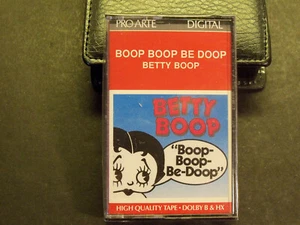 PRO ARTE DIGITAL
BOOP BOOP BE DOOP
BETTY BOOP
BETTY
BOOP
"Boop-
Boop-
Be-Doop"
HIGH QUALITY TAPE · DOLBY B & HX